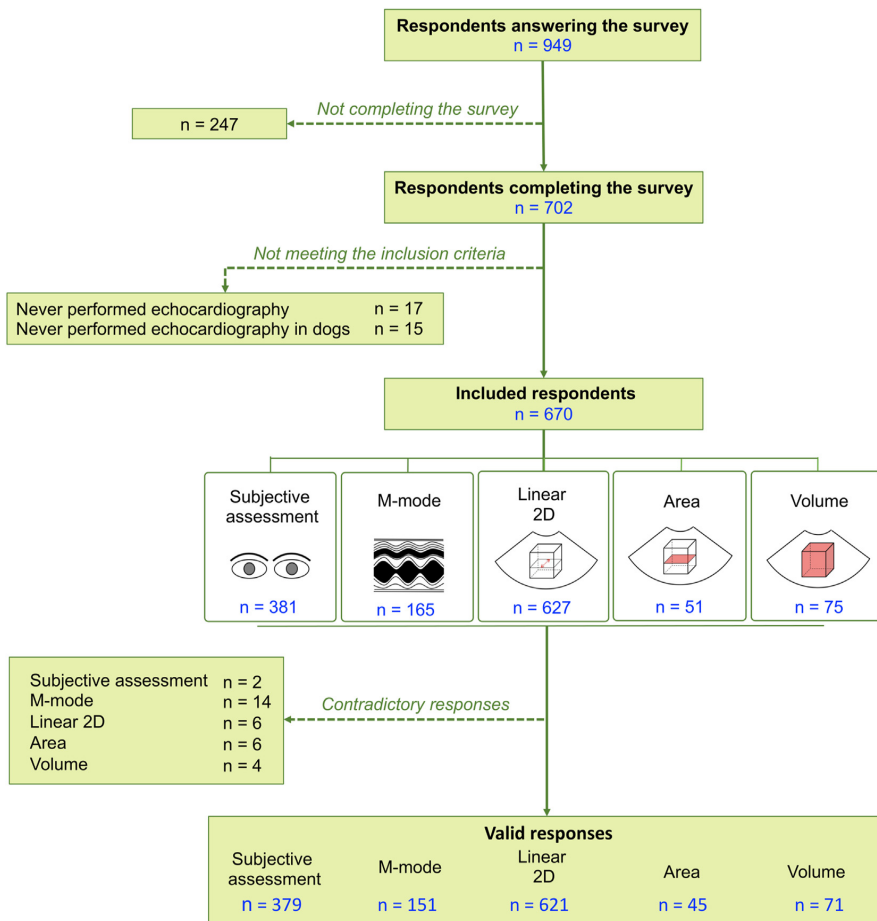 Respondents answering the survey
n = 949
Not completing the survey
n = 247
Respondents completing the survey
n = 702
Not meeting the inclusion criteria
Never performed echocardiography n = 17
Never performed echocardiography in dogs n = 15
Included respondents
n = 670
Subjective
assessment
n = 381
M-mode
n = 165
Linear
2D
n = 627
Area
n = 51
Volume
n = 75
Contradictory responses
Subjective assessment n = 2
M-mode n = 14
Linear 2D n = 6
Area n = 6
Volume n = 4
Valid responses
Subjective
assessment
n = 379
M-mode
n = 151
Linear
2D
n = 621
Area
n = 45
Volume
n = 71